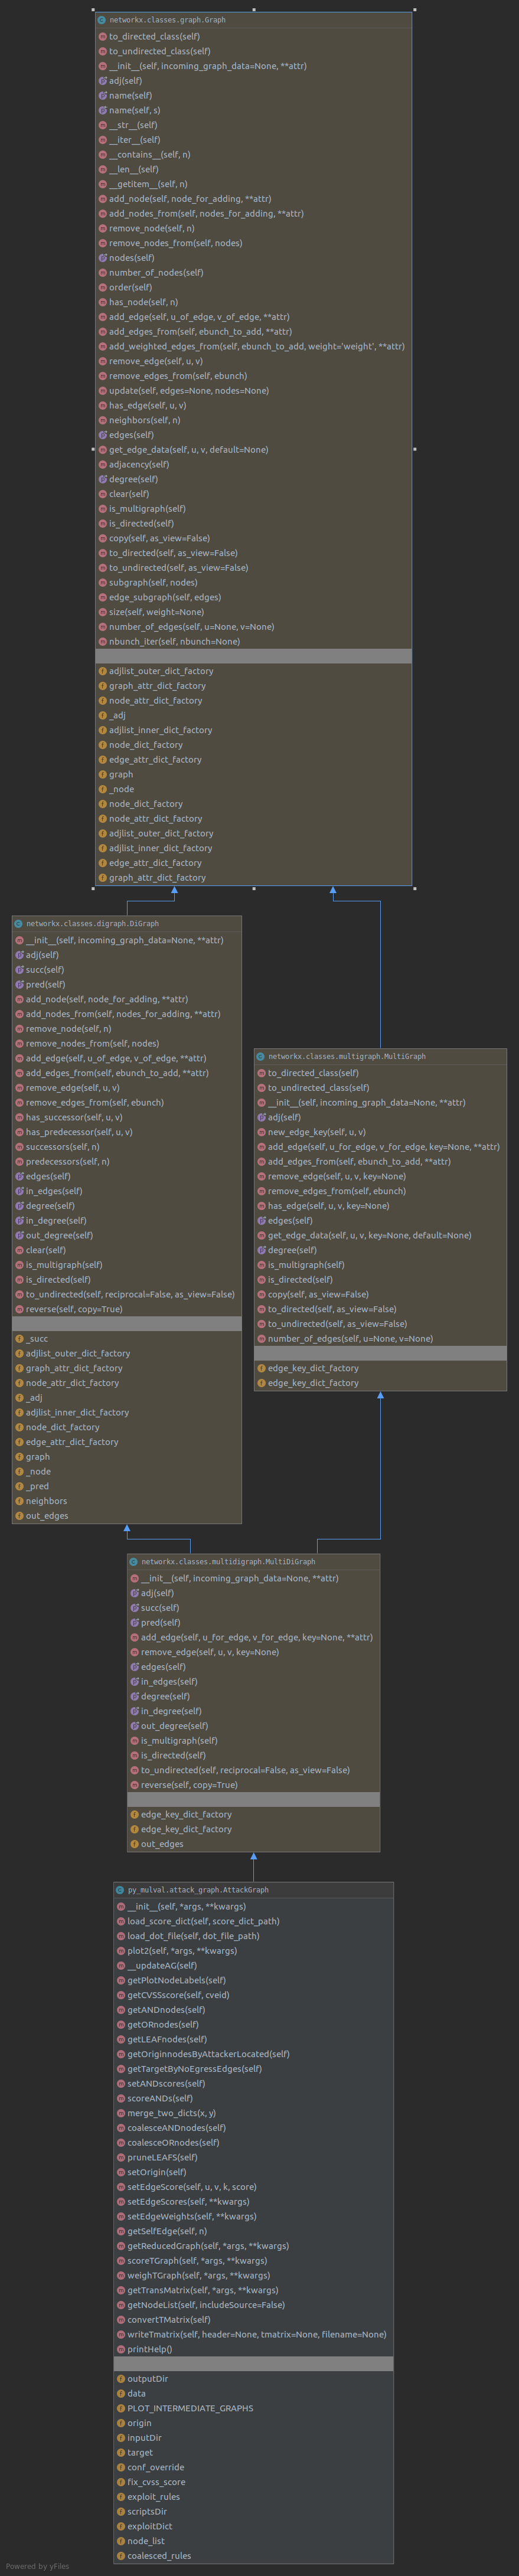 networkx.classes.graph.Graph
to_directed_class(self)
to_undirected_class(self)
__init__(self, incoming_graph_data=None, **attr)
adj(self)
name(self)
name(self, s)
__str__(self)
__iter__(self)
__contains__(self, n)
__len__(self)
__getitem__(self, n)
add_node(self, node_for_adding, **attr)
add_nodes_from(self, nodes_for_adding, **attr)
remove_node(self, n)
remove_nodes_from(self, nodes)
nodes(self)
number_of_nodes(self)
order(self)
has_node(self, n)
add_edge(self, u_of_edge, v_of_edge, **attr)
add_edges_from(self, ebunch_to_add, **attr)
add_weighted_edges_from(self, ebunch_to_add, weight='weight', **attr)
remove_edge(self, u, v)
remove_edges_from(self, ebunch)
update(self, edges=None, nodes=None)
has_edge(self, u, v)
neighbors(self, n)
edges(self)
get_edge_data(self, u, v, default=None)
adjacency(self)
degree(self)
clear(self)
is_multigraph(self)
is_directed(self)
copy(self, as_view=False)
to_directed(self, as_view=False)
to_undirected(self, as_view=False)
subgraph(self, nodes)
edge_subgraph(self, edges)
size(self, weight=None)
number_of_edges(self, u=None, v=None)
nbunch_iter(self, nbunch=None)
adjlist_outer_dict_factory
graph_attr_dict_factory
node_attr_dict_factory
_adj
adjlist_inner_dict_factory
node_dict_factory
edge_attr_dict_factory
graph
_node
node_dict_factory
node_attr_dict_factory
adjlist_outer_dict_factory
adjlist_inner_dict_factory
edge_attr_dict_factory
graph_attr_dict_factory
networkx.classes.digraph.DiGraph
__init__(self, incoming_graph_data=None, **attr)
adj(self)
succ(self)
pred(self)
add_node(self, node_for_adding, **attr)
add_nodes_from(self, nodes_for_adding, **attr)
remove_node(self, n)
remove_nodes_from(self, nodes)
add_edge(self, u_of_edge, v_of_edge, **attr)
add_edges_from(self, ebunch_to_add, **attr)
remove_edge(self, u, v)
remove_edges_from(self, ebunch)
has_successor(self, u, v)
has_predecessor(self, u, v)
successors(self, n)
predecessors(self, n)
edges(self)
in_edges(self)
degree(self)
in_degree(self)
out_degree(self)
clear(self)
is_multigraph(self)
is_directed(self)
to_undirected(self, reciprocal=False, as_view=False)
reverse(self, copy=True)
_succ
adjlist_outer_dict_factory
graph_attr_dict_factory
node_attr_dict_factory
_adj
adjlist_inner_dict_factory
node_dict_factory
edge_attr_dict_factory
graph
_node
_pred
neighbors
out_edges
networkx.classes.multigraph.MultiGraph
to_directed_class(self)
to_undirected_class(self)
__init__(self, incoming_graph_data=None, **attr)
adj(self)
new_edge_key(self, u, v)
add_edge(self, u_for_edge, v_for_edge, key=None, **attr)
add_edges_from(self, ebunch_to_add, **attr)
remove_edge(self, u, v, key=None)
remove_edges_from(self, ebunch)
has_edge(self, u, v, key=None)
edges(self)
get_edge_data(self, u, v, key=None, default=None)
degree(self)
is_multigraph(self)
is_directed(self)
copy(self, as_view=False)
to_directed(self, as_view=False)
to_undirected(self, as_view=False)
number_of_edges(self, u=None, v=None)
edge_key_dict_factory
edge_key_dict_factory
networkx.classes.multidigraph.MultiDiGraph
__init__(self, incoming_graph_data=None, **attr)
adj(self)
succ(self)
pred(self)
add_edge(self, u_for_edge, v_for_edge, key=None, **attr)
remove_edge(self, u, v, key=None)
edges(self)
in_edges(self)
degree(self)
in_degree(self)
out_degree(self)
is_multigraph(self)
is_directed(self)
to_undirected(self, reciprocal=False, as_view=False)
reverse(self, copy=True)
edge_key_dict_factory
edge_key_dict_factory
out_edges
py_mulval.attack_graph.AttackGraph
__init__(self, *args, **kwargs)
load_score_dict(self, score_dict_path)
load_dot_file(self, dot_file_path)
plot2(self, *args, **kwargs)
__updateAG(self)
getPlotNodeLabels(self)
getCVSSscore(self, cveid)
getANDnodes(self)
getORnodes(self)
getLEAFnodes(self)
getOriginnodesByAttackerLocated(self)
getTargetByNoEgressEdges(self)
setANDscores(self)
scoreANDs(self)
merge_two_dicts(x, y)
coalesceANDnodes(self)
coalesceORnodes(self)
pruneLEAFS(self)
setOrigin(self)
setEdgeScore(self, u, v, k, score)
setEdgeScores(self, **kwargs)
setEdgeWeights(self, **kwargs)
getSelfEdge(self, n)
getReducedGraph(self, *args, **kwargs)
scoreTGraph(self, *args, **kwargs)
weighTGraph(self, *args, **kwargs)
getTransMatrix(self, *args, **kwargs)
getNodeList(self, includeSource=False)
convertTMatrix(self)
writeTmatrix(self, header=None, tmatrix=None, filename=None)
printHelp()
outputDir
data
PLOT_INTERMEDIATE_GRAPHS
origin
inputDir
target
conf_override
fix_cvss_score
exploit_rules
scriptsDir
exploitDict
node_list
coalesced_rules
Powered by yFiles